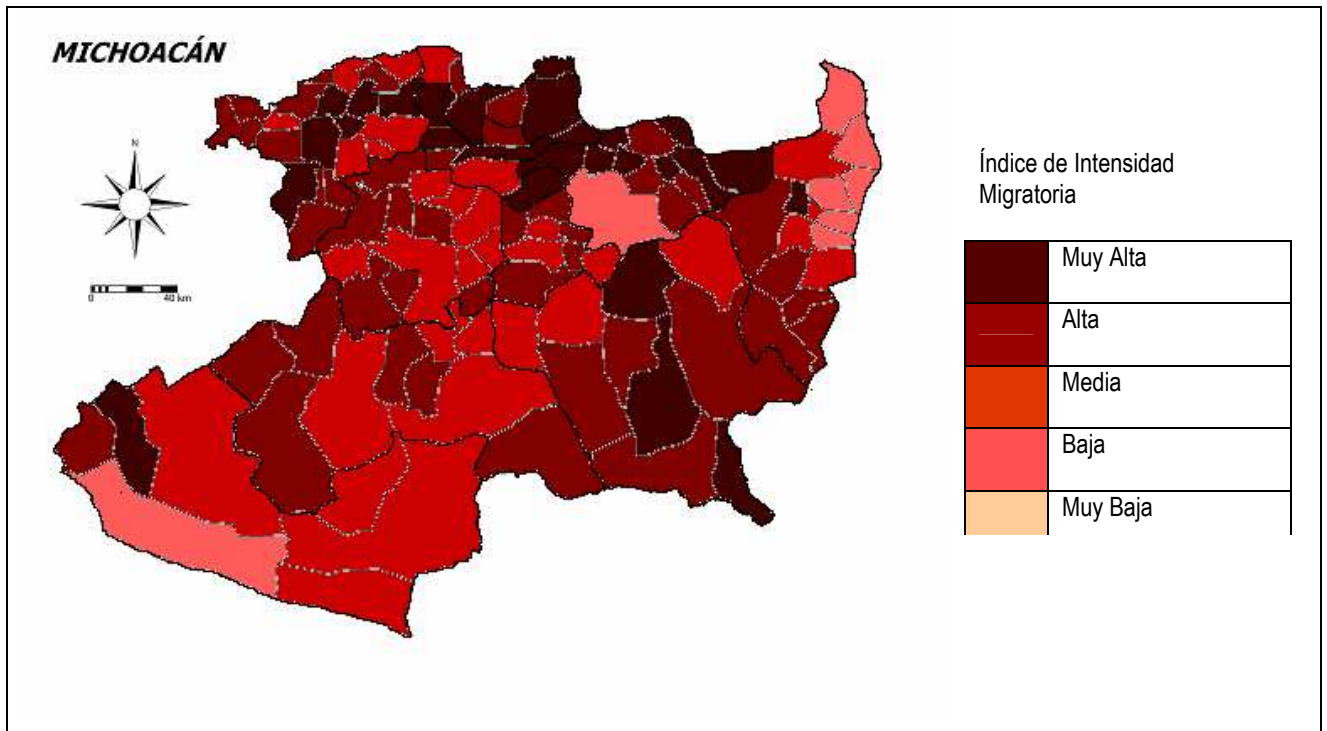 MICHOACÁN
N
0 40 km
Índice de Intensidad
Migratoria
Muy Alta
Alta
Media
Baja
Muy Baja